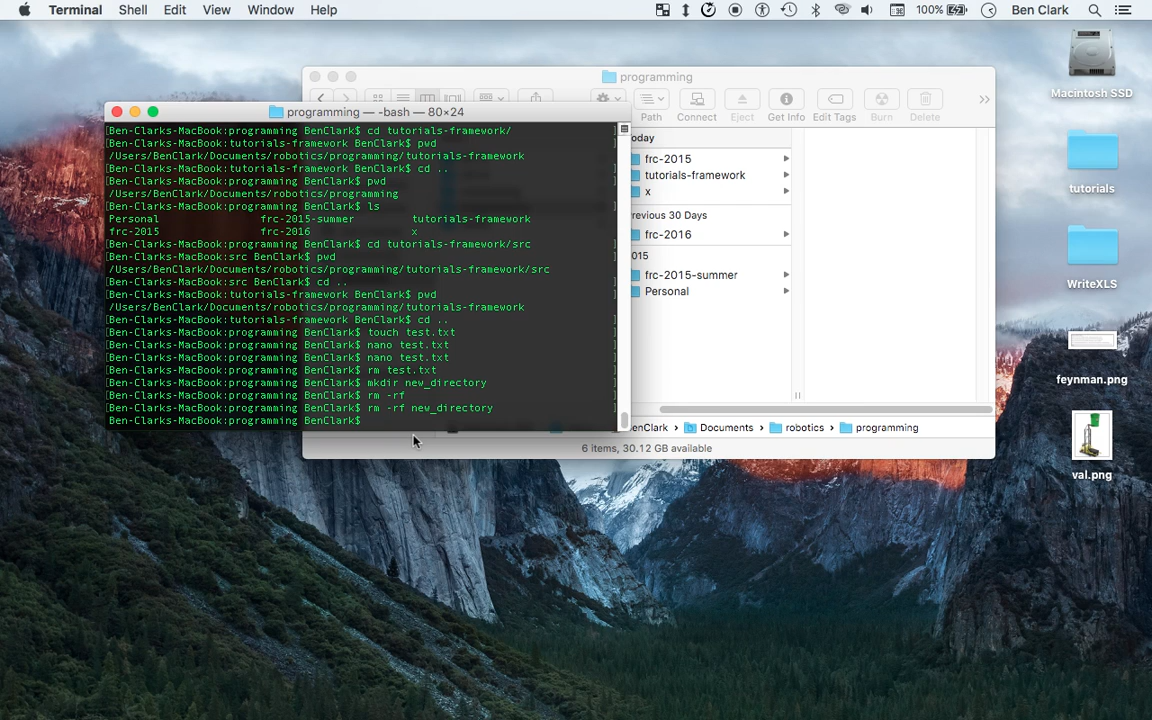 Terminal Shell Edit View Window Help 100% Ben Clark
programming
Path Connect Eject Get Info Edit Tags Burn Delete
programming — -bash — 80×24
[Ben-Clarks-MacBook:programming BenClark$ cd tutorials-framework/ ]
[Ben-Clarks-MacBook:tutorials-framework BenClark$ pwd ]
/Users/BenClark/Documents/robotics/programming/tutorials-framework
[Ben-Clarks-MacBook:tutorials-framework BenClark$ cd .. ]
[Ben-Clarks-MacBook:programming BenClark$ pwd ]
/Users/BenClark/Documents/robotics/programming
[Ben-Clarks-MacBook:programming BenClark$ ls ]
Personal frc-2015-summer tutorials-framework
frc-2015 frc-2016 x
[Ben-Clarks-MacBook:programming BenClark$ cd tutorials-framework/src ]
[Ben-Clarks-MacBook:src BenClark$ pwd ]
/Users/BenClark/Documents/robotics/programming/tutorials-framework/src
[Ben-Clarks-MacBook:src BenClark$ cd .. ]
[Ben-Clarks-MacBook:tutorials-framework BenClark$ pwd ]
/Users/BenClark/Documents/robotics/programming/tutorials-framework
[Ben-Clarks-MacBook:tutorials-framework BenClark$ cd .. ]
[Ben-Clarks-MacBook:programming BenClark$ touch test.txt ]
[Ben-Clarks-MacBook:programming BenClark$ nano test.txt ]
[Ben-Clarks-MacBook:programming BenClark$ nano test.txt ]
[Ben-Clarks-MacBook:programming BenClark$ rm test.txt ]
[Ben-Clarks-MacBook:programming BenClark$ mkdir new_directory ]
[Ben-Clarks-MacBook:programming BenClark$ rm -rf ]
[Ben-Clarks-MacBook:programming BenClark$ rm -rf new_directory ]
Ben-Clarks-MacBook:programming BenClark$
oday
frc-2015
tutorials-framework
x
revious 30 Days
frc-2016
015
frc-2015-summer
Personal
enClark › Documents › robotics › programming
6 items, 30.12 GB available
Macintosh SSD
tutorials
WriteXLS
feynman.png
val.png